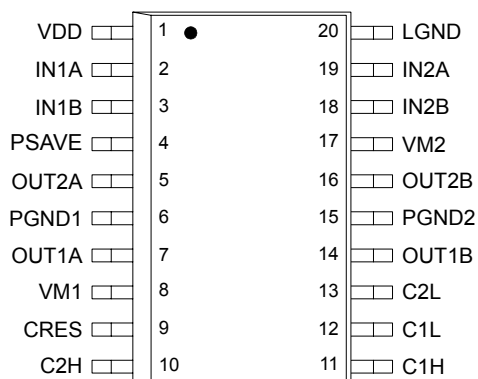 VDD 1 20 LGND
IN1A 2 19 IN2A
IN1B 3 18 IN2B
PSAVE 4 17 VM2
OUT2A 5 16 OUT2B
PGND1 6 15 PGND2
OUT1A 7 14 OUT1B
VM1 8 13 C2L
CRES 9 12 C1L
C2H 10 11 C1H